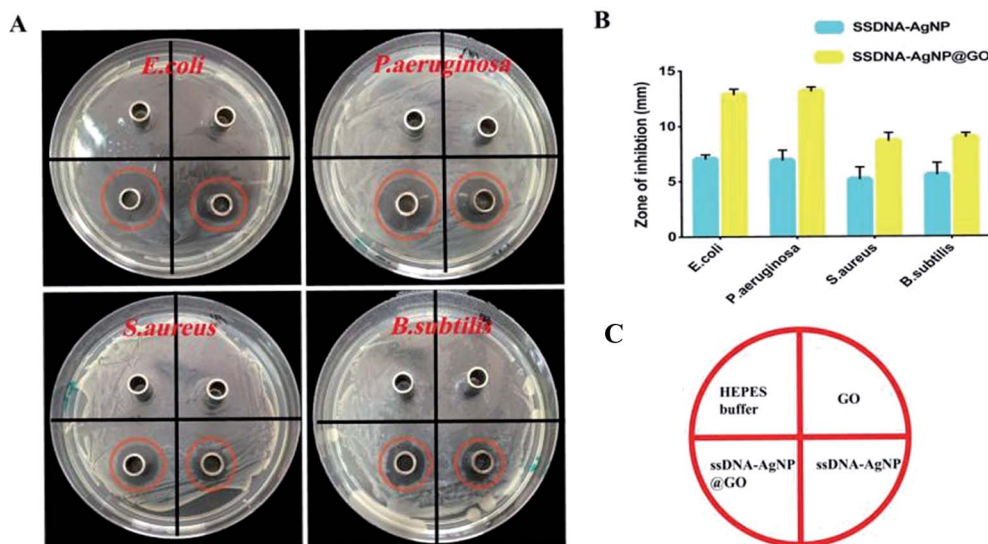 A
E.coli
P.aeruginosa
S.aureus
B.subtilis
B
SSDNA-AgNP
SSDNA-AgNP@GO
Zone of inhibtion (mm)
15
10
5
0
E.coli
P.aeruginosa
S.aureus
B.subtilis
C
HEPES
buffer
GO
ssDNA-AgNP
@GO
ssDNA-AgNP